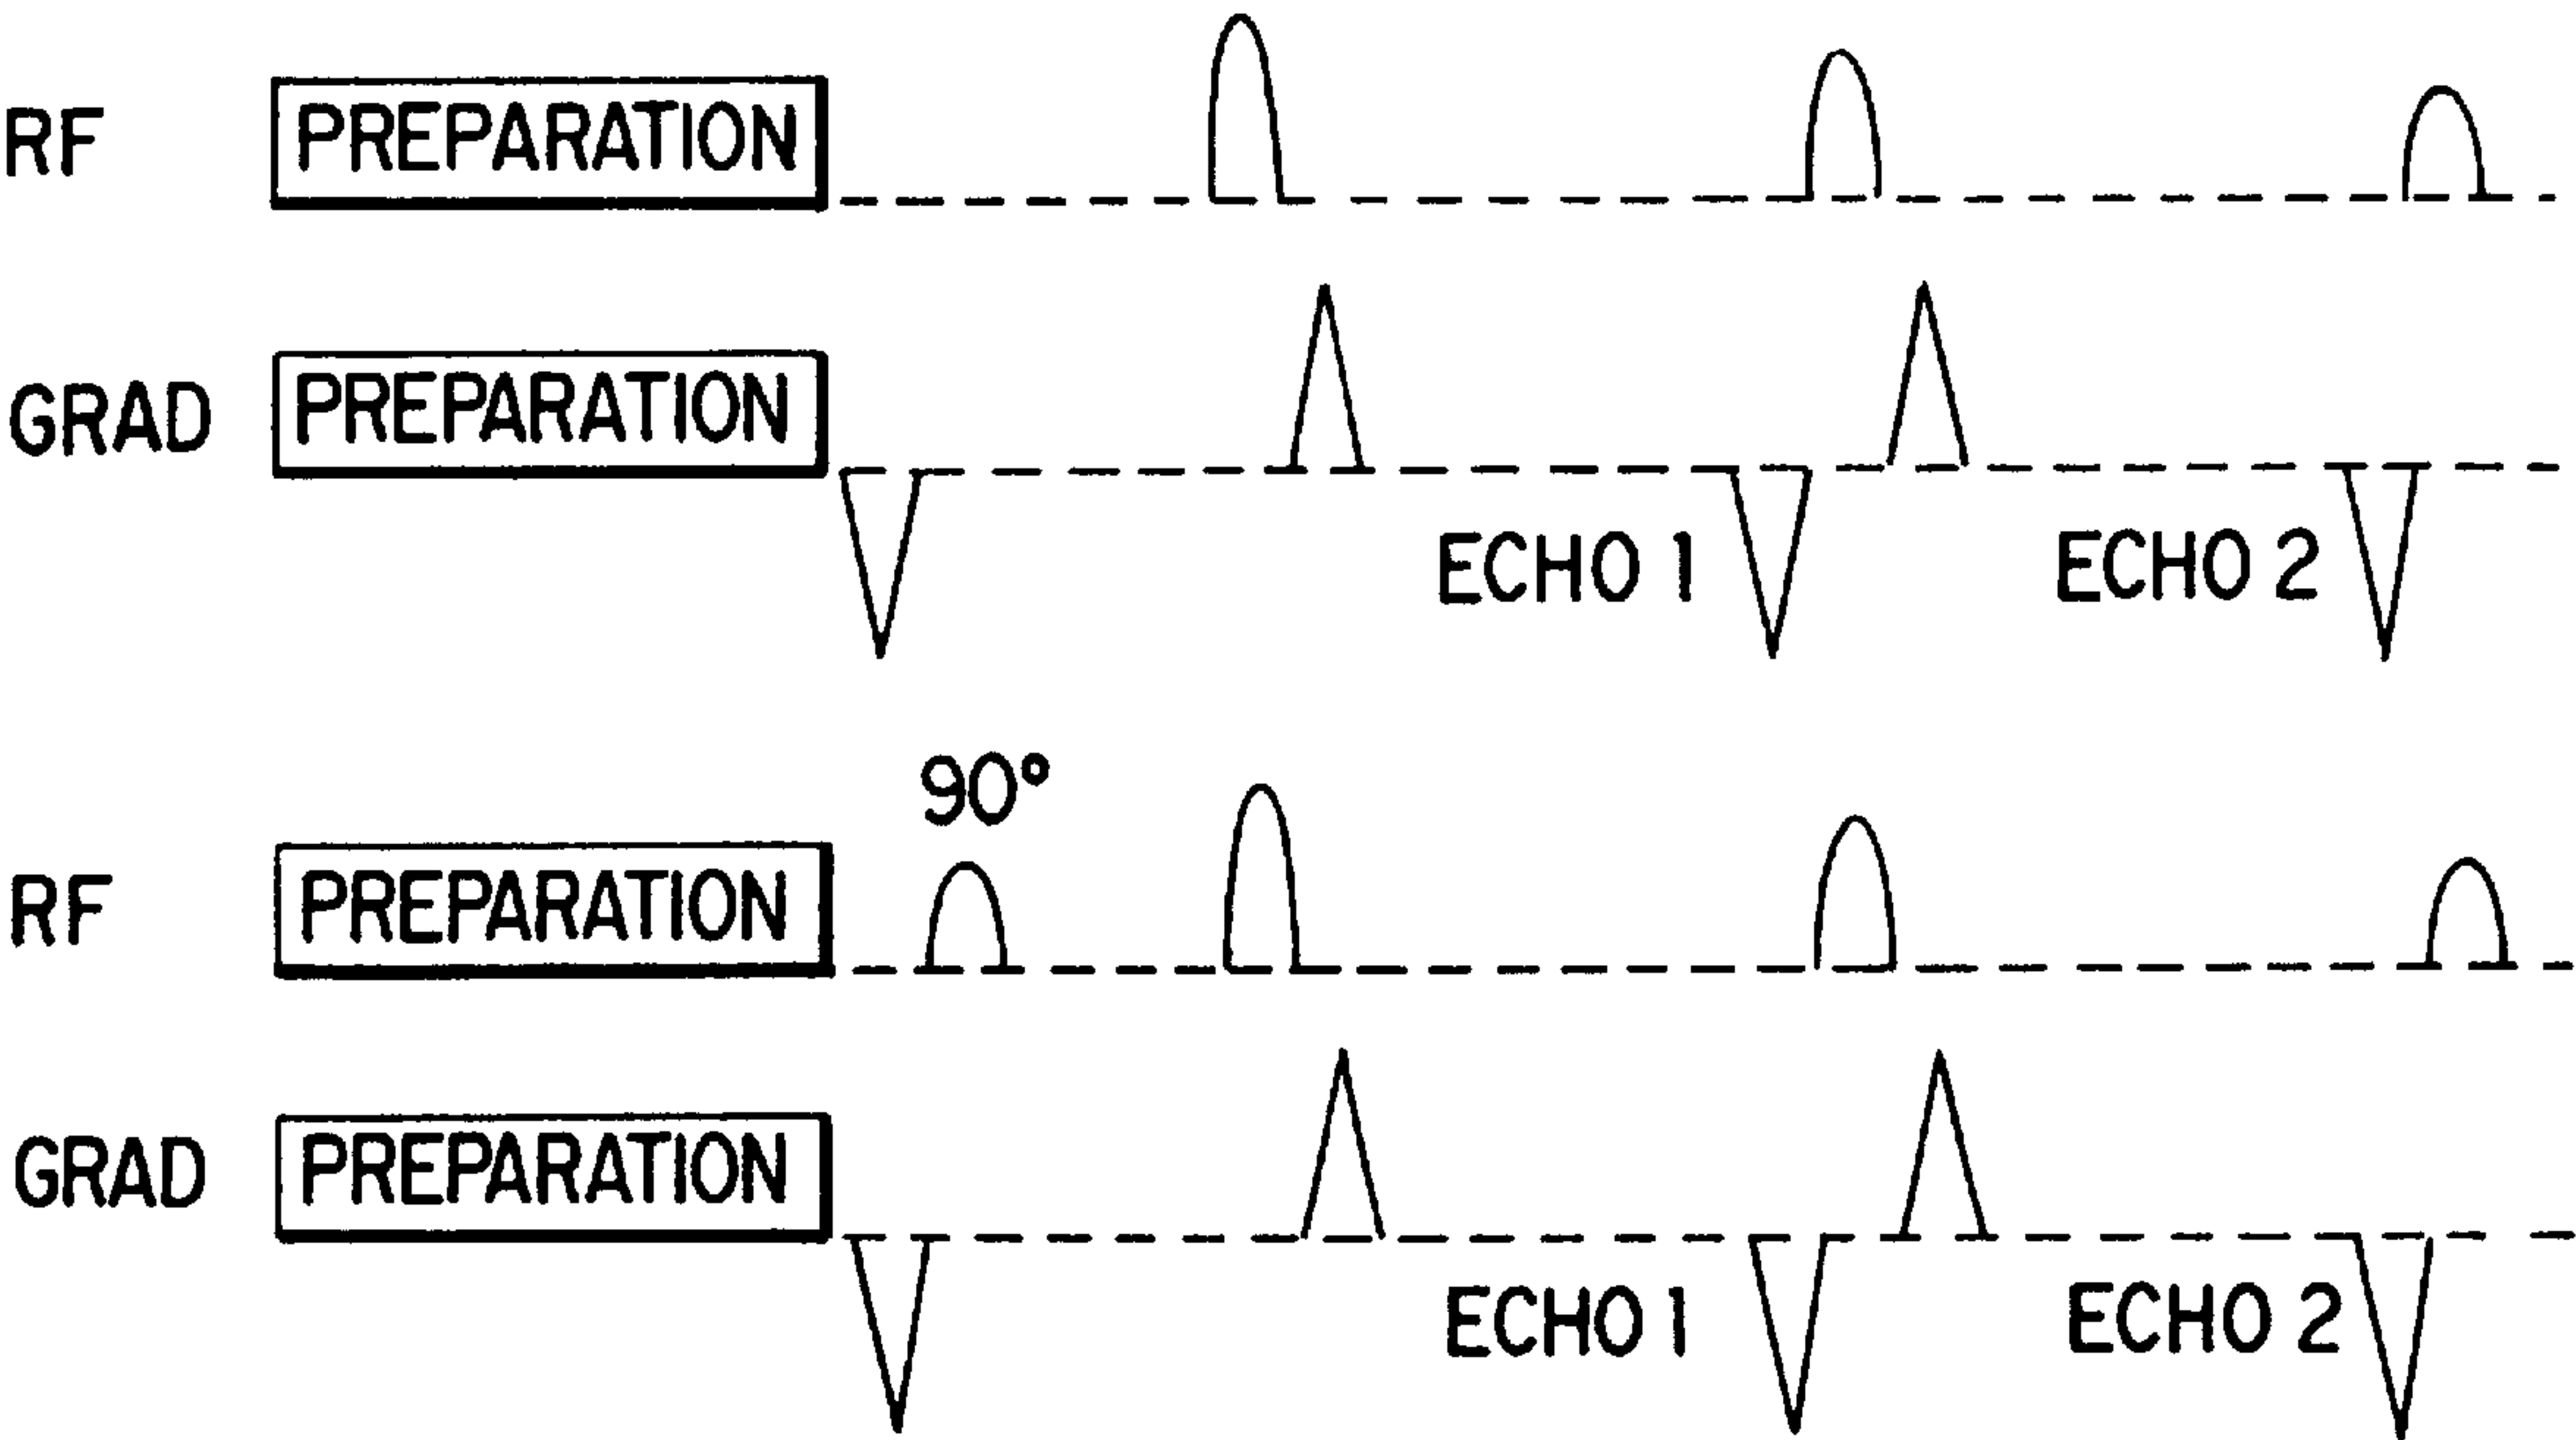 RF PREPARATION
GRAD PREPARATION
ECHO 1 ECHO 2
90°
RF PREPARATION
GRAD PREPARATION
ECHO 1 ECHO 2